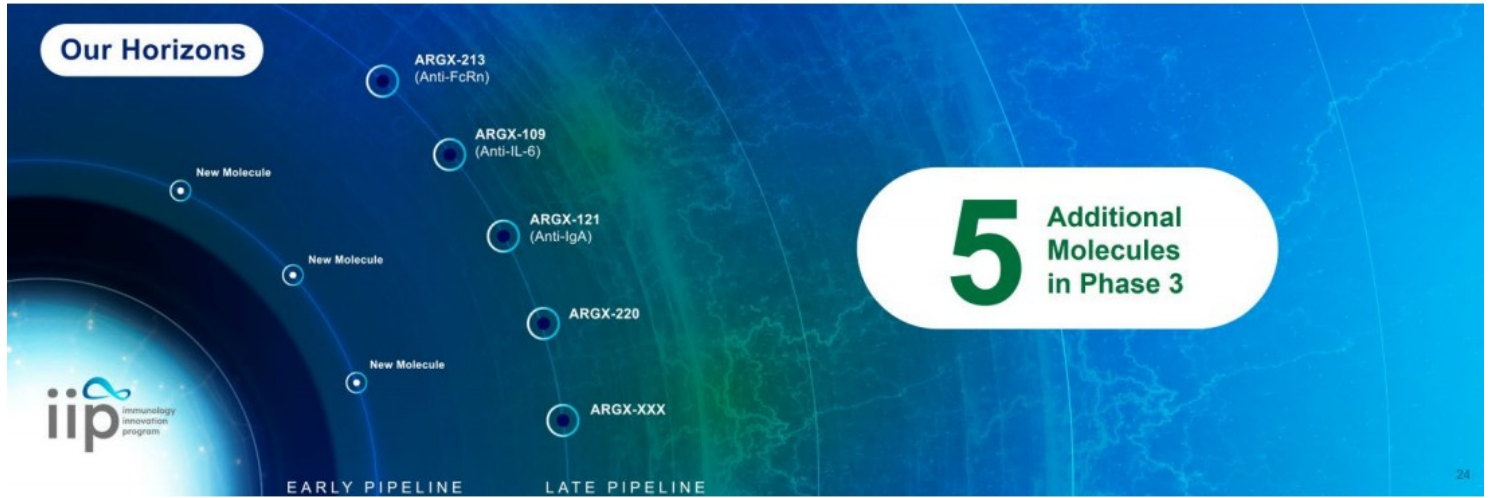 Our Horizons
ARGX-213
(Anti-FcRn)
ARGX-109
(Anti-IL-6)
New Molecule
ARGX-121
(Anti-IgA)
New Molecule
ARGX-220
New Molecule
ARGX-XXX
5
Additional
Molecules
in Phase 3
iip
immunology
innovation
program
EARLY PIPELINE
LATE PIPELINE
24